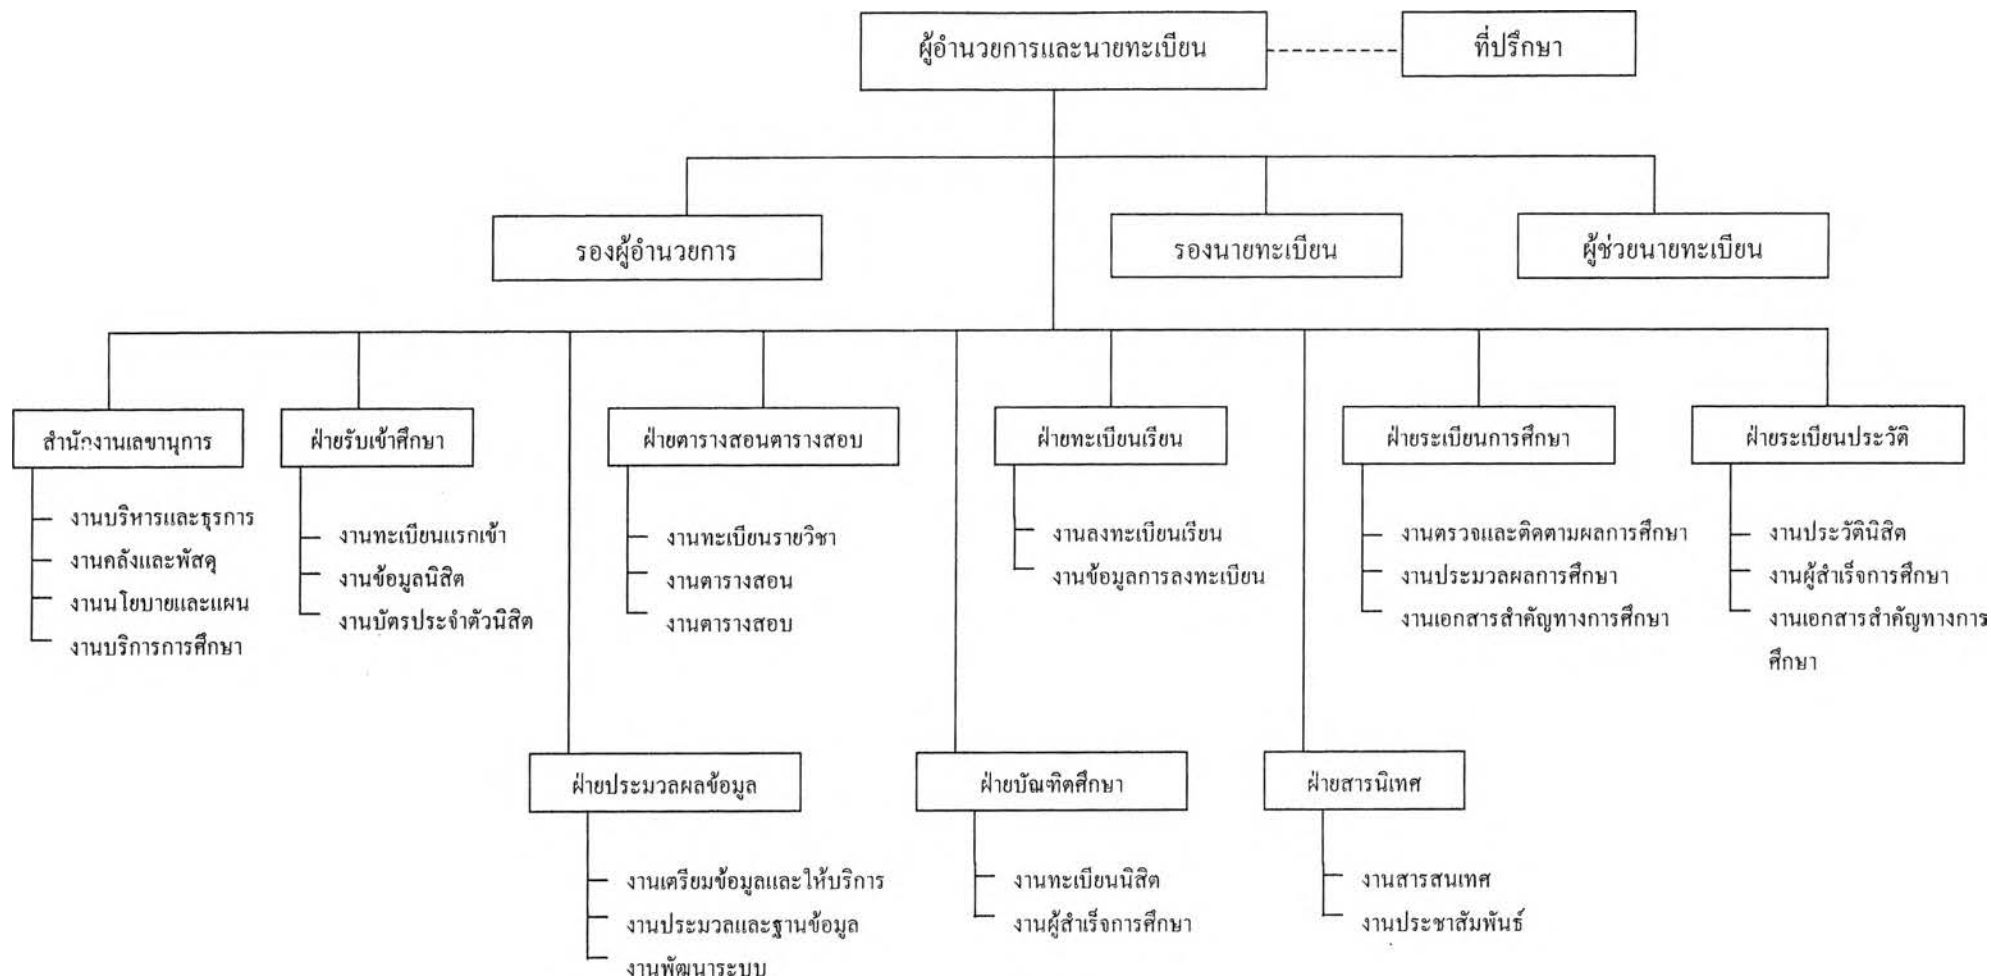 ผู้อำนวยการและนายทะเบียน
ที่ปรึกษา
รองผู้อำนวยการ
รองนายทะเบียน
ผู้ช่วยนายทะเบียน
สำนักงานเลขานุการ
งานบริหารและธุรการ
งานคลังและพัสดุ
งานนโยบายและแผน
งานบริการการศึกษา
ฝ่ายรับเข้าศึกษา
งานทะเบียนแรกเข้า
งานข้อมูลนิสิต
งานบัตรประจำตัวนิสิต
ฝ่ายตารางสอนตารางสอบ
งานทะเบียนรายวิชา
งานตารางสอน
งานตารางสอบ
ฝ่ายทะเบียนเรียน
งานลงทะเบียนเรียน
งานข้อมูลการลงทะเบียน
ฝ่ายระเบียนการศึกษา
งานตรวจและติดตามผลการศึกษา
งานประมวลผลการศึกษา
งานเอกสารสำคัญทางการศึกษา
ฝ่ายระเบียนประวัติ
งานประวัตินิสิต
งานผู้สำเร็จการศึกษา
งานเอกสารสำคัญทางการ
ศึกษา
ฝ่ายประมวลผลข้อมูล
งานเตรียมข้อมูลและให้บริการ
งานประมวลและฐานข้อมูล
งานพัฒนาระบบ
ฝ่ายบัณฑิตศึกษา
งานทะเบียนนิสิต
งานผู้สำเร็จการศึกษา
ฝ่ายสารนิเทศ
งานสารสนเทศ
งานประชาสัมพันธ์